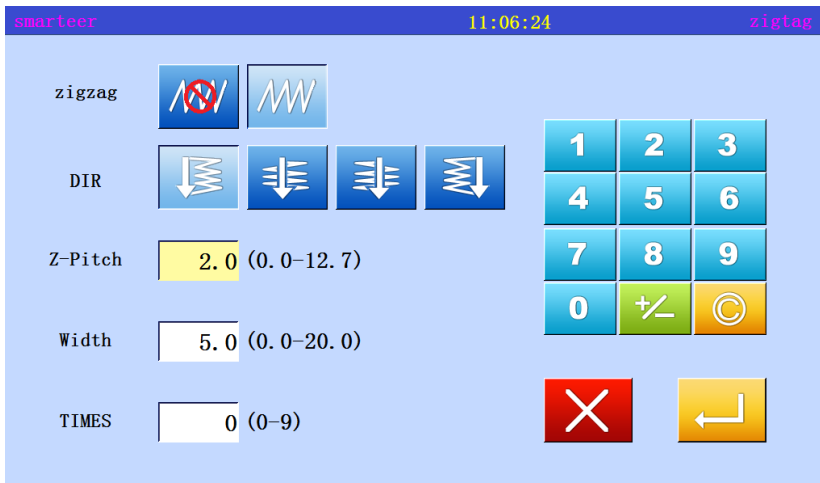 smarteer 11:06:24 zigtag
zigzag
DIR
Z-Pitch 2.0 (0.0-12.7)
Width 5.0 (0.0-20.0)
TIMES 0 (0-9)
1 2 3
4 5 6
7 8 9
0 +/- ©